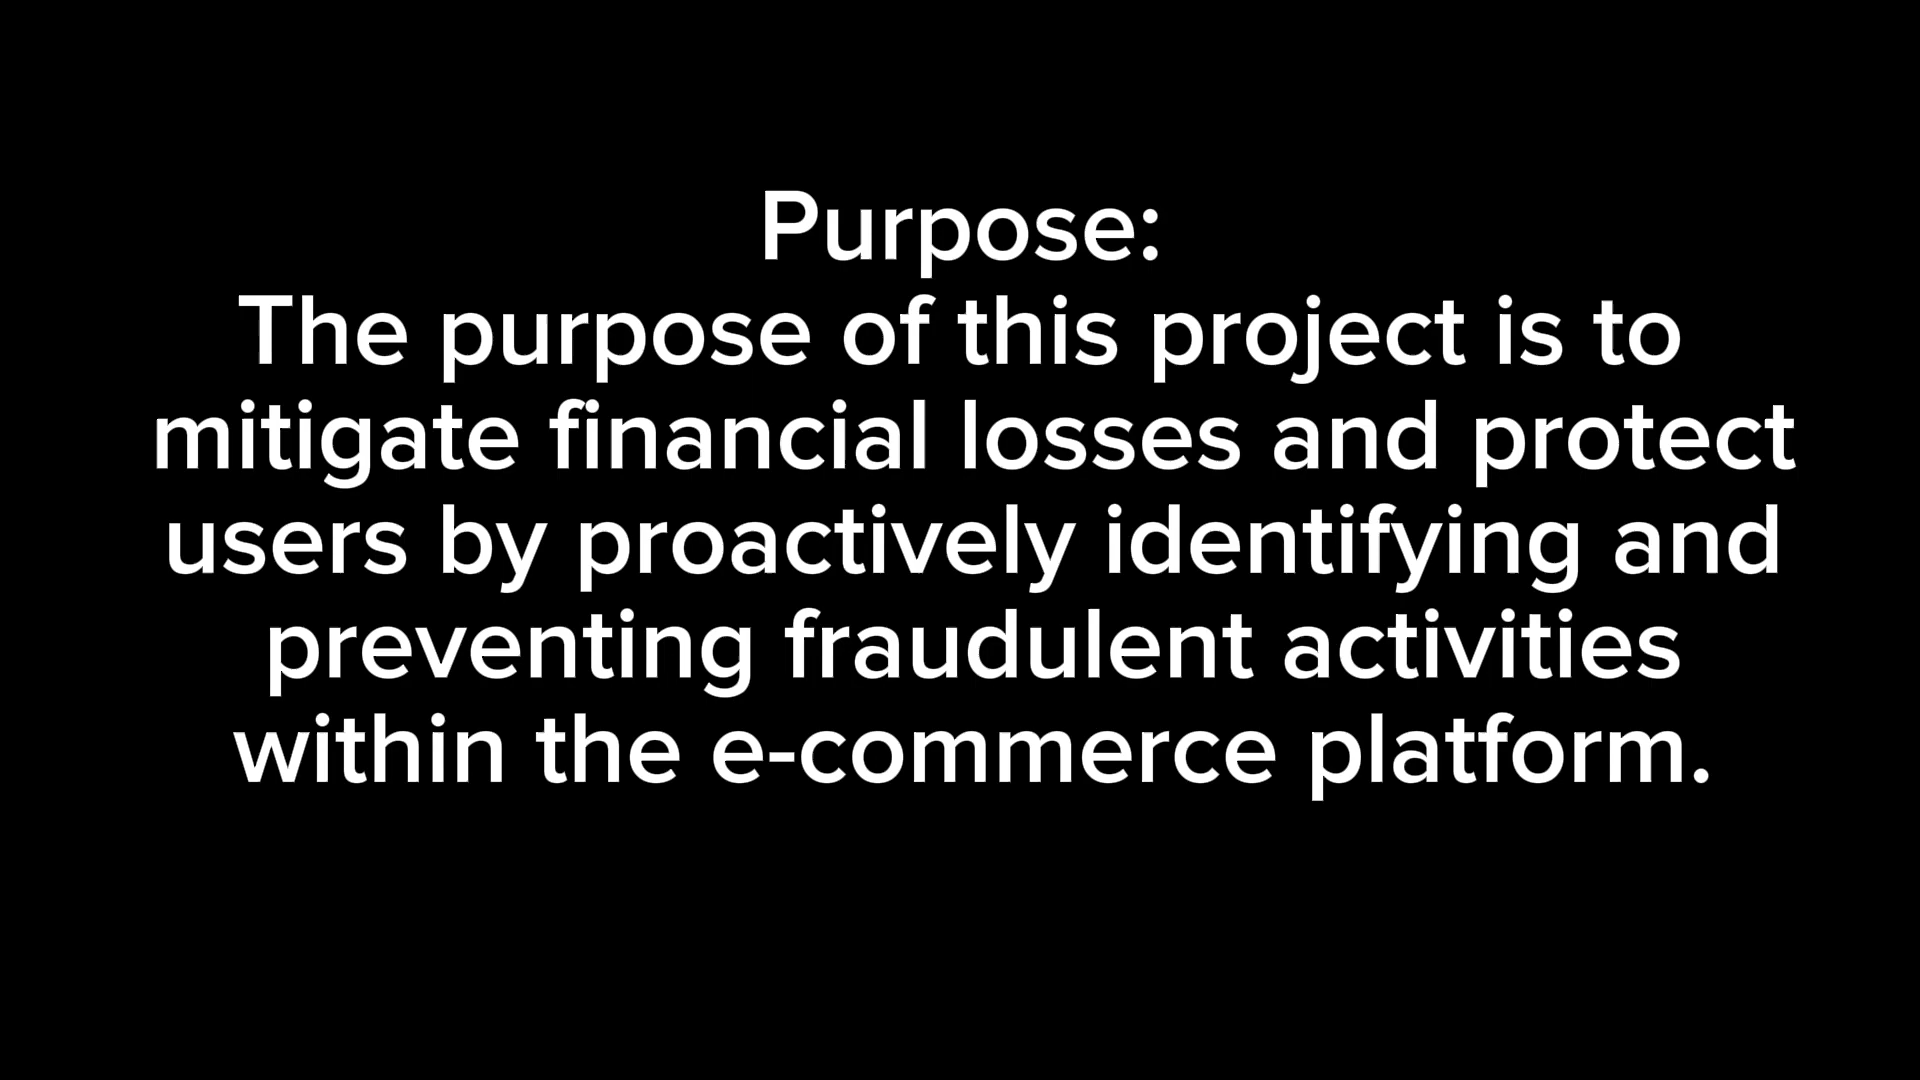 Purpose:
The purpose of this project is to
mitigate financial losses and protect
users by proactively identifying and
preventing fraudulent activities
within the e-commerce platform.